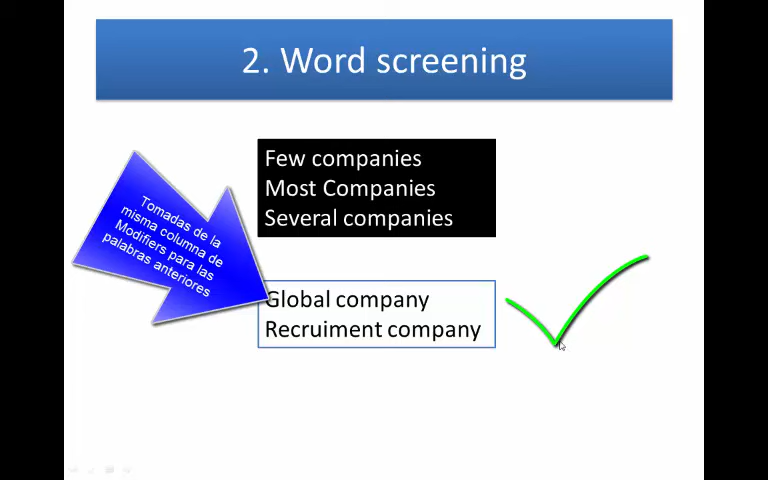 2. Word screening
Few companies
Most Companies
Several companies
Tomadas de la
misma columna de
Modifiers para las
palabras anteriores
Global company
Recruiment company